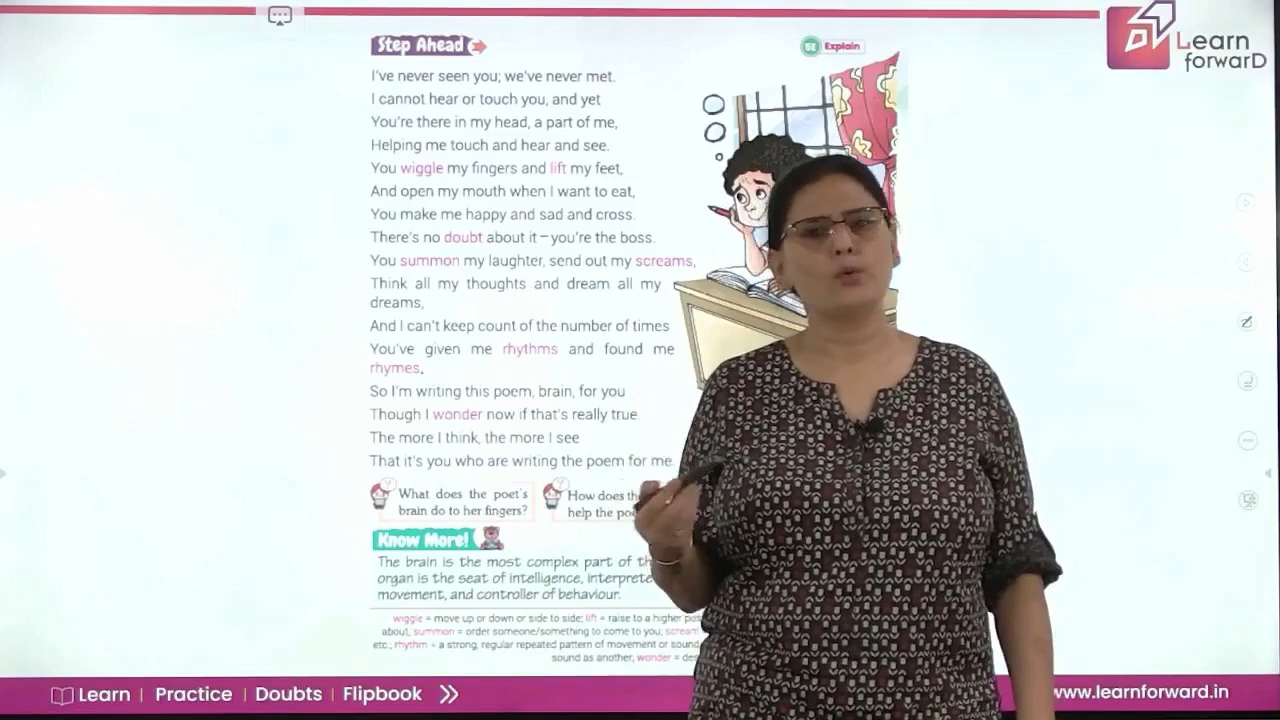 Step Ahead
5E Explain
Learn
forwarD
I've never seen you; we've never met.
I cannot hear or touch you, and yet
You're there in my head, a part of me,
Helping me touch and hear and see.
You wiggle my fingers and lift my feet,
And open my mouth when I want to eat,
You make me happy and sad and cross.
There's no doubt about it – you're the boss.
You summon my laughter, send out my screams,
Think all my thoughts and dream all my
dreams,
And I can't keep count of the number of times
You've given me rhythms and found me
rhymes.
So I'm writing this poem, brain, for you
Though I wonder now if that's really true.
The more I think, the more I see
That it's you who are writing the poem for me.
What does the poet's
brain do to her fingers?
How does the
help the
Know More!
The brain is the most complex part of
organ is the seat of intelligence,
movement, and controller of behaviour.
wiggle = move up or down or side to side; lift = raise to a higher
about, summon = order someone/something to come to you;
etc.; rhythm = a strong, regular repeated pattern of movement or sound,
sound as another; wonder =
Learn | Practice | Doubts | Flipbook
www.learnforward.in